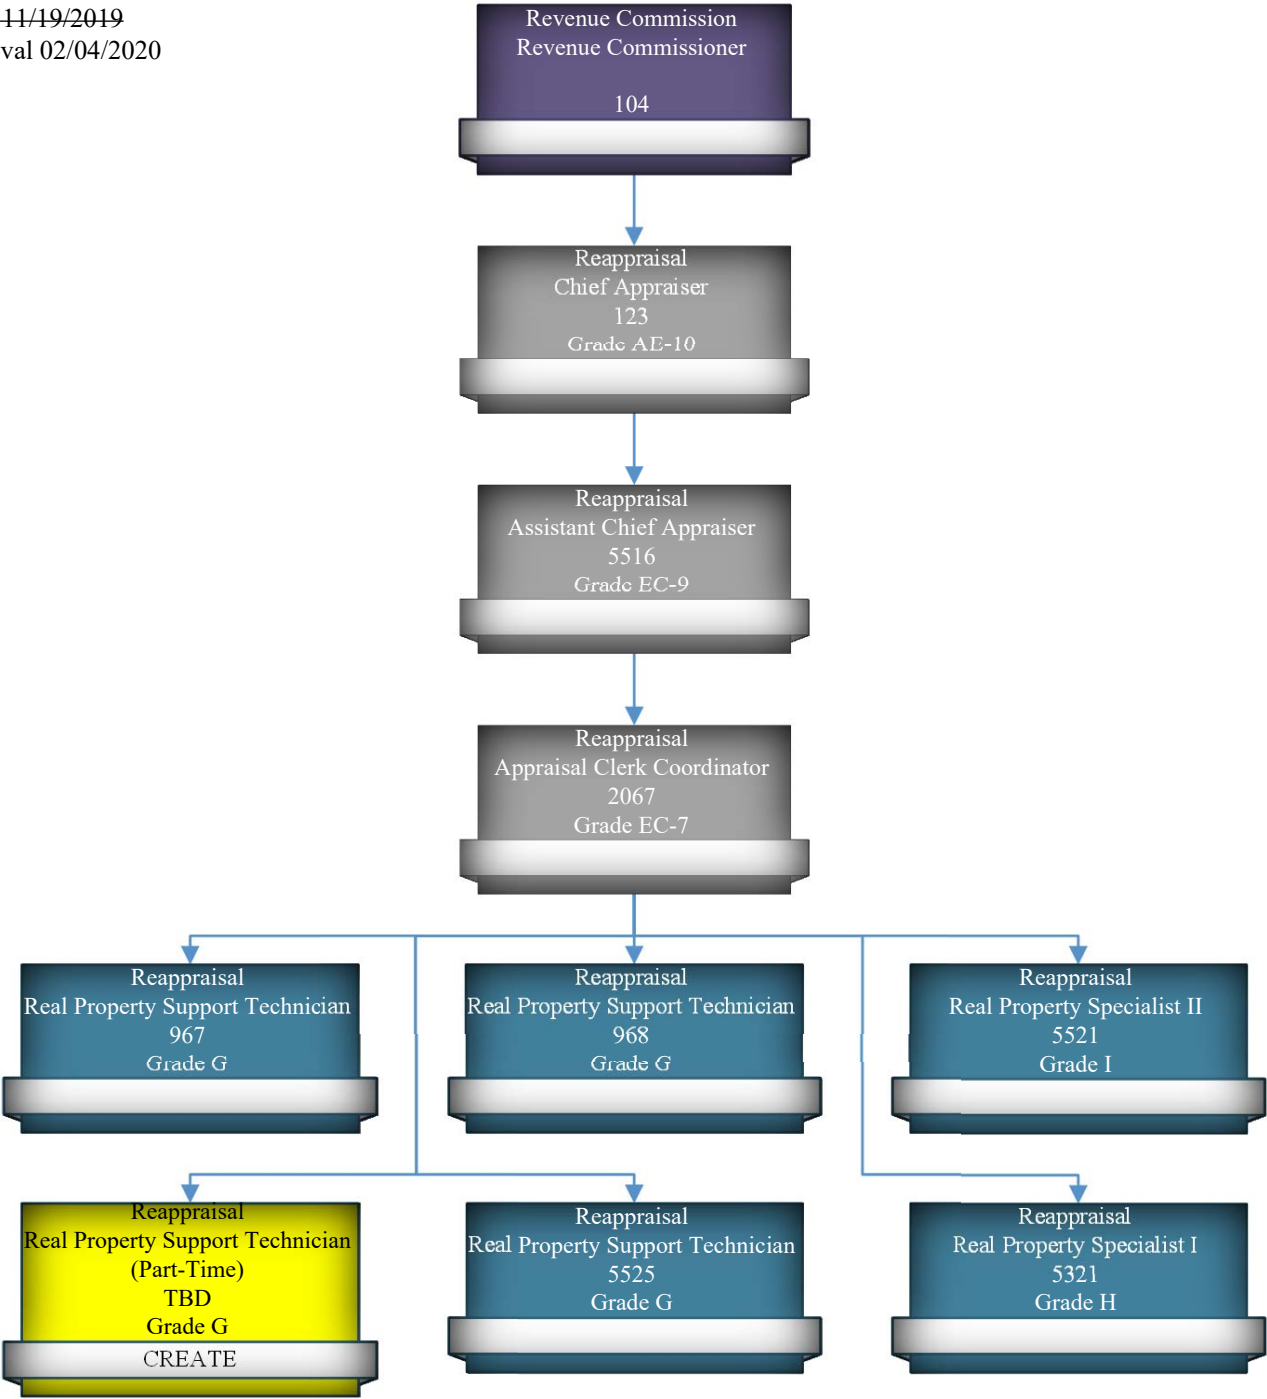 11/19/2019
val 02/04/2020
Revenue Commission
Revenue Commissioner
104
Reappraisal
Chief Appraiser
123
Grade AE-10
Reappraisal
Assistant Chief Appraiser
5516
Grade EC-9
Reappraisal
Appraisal Clerk Coordinator
2067
Grade EC-7
Reappraisal
Real Property Support Technician
967
Grade G
Reappraisal
Real Property Support Technician
968
Grade G
Reappraisal
Real Property Specialist II
5521
Grade I
Reappraisal
Real Property Support Technician
(Part-Time)
TBD
Grade G
CREATE
Reappraisal
Real Property Support Technician
5525
Grade G
Reappraisal
Real Property Specialist I
5321
Grade H